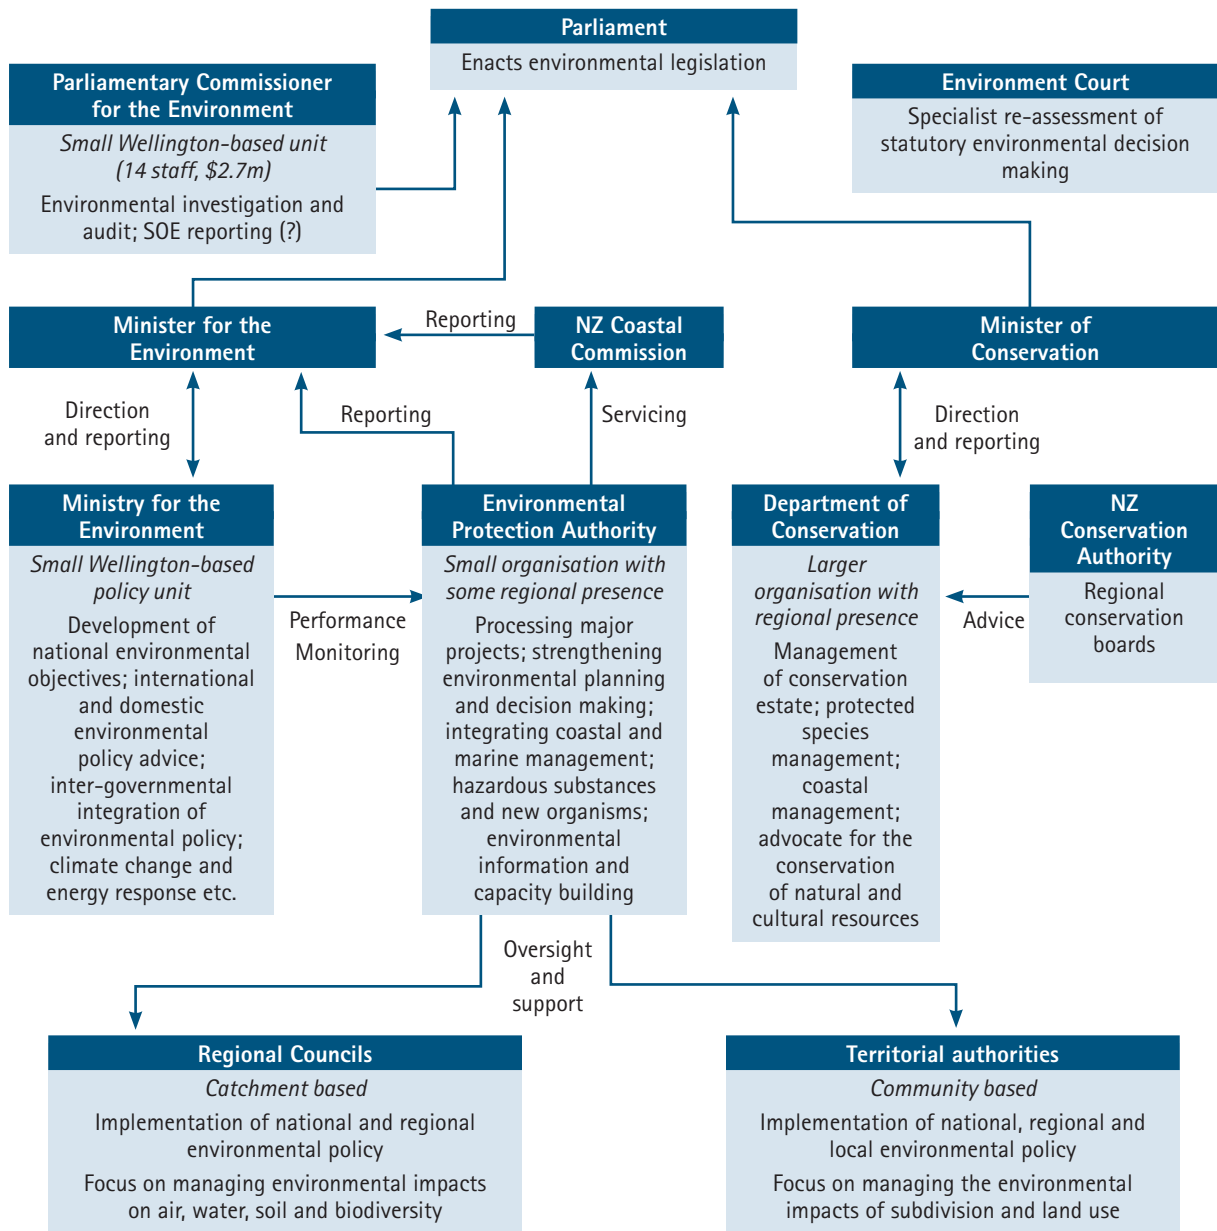 Parliament
Enacts environmental legislation
Parliamentary Commissioner
for the Environment
Small Wellington-based unit
(14 staff, $2.7m)
Environmental investigation and
audit; SOE reporting (?)
Environment Court
Specialist re-assessment of
statutory environmental decision
making
Minister for the
Environment
Reporting
NZ Coastal
Commission
Minister of
Conservation
Direction
and reporting
Reporting
Servicing
Direction
and reporting
Ministry for the
Environment
Small Wellington-based
policy unit
Development of
national environmental
objectives; international
and domestic
environmental
policy advice;
inter-governmental
integration of
environmental policy;
climate change and
energy response etc.
Performance
Monitoring
Environmental
Protection Authority
Small organisation with
some regional presence
Processing major
projects; strengthening
environmental planning
and decision making;
integrating coastal and
marine management;
hazardous substances
and new organisms;
environmental
information and
capacity building
Department of
Conservation
Larger
organisation with
regional presence
Management
of conservation
estate; protected
species
management;
coastal
management;
advocate for the
conservation
of natural and
cultural resources
Advice
NZ
Conservation
Authority
Regional
conservation
boards
Oversight
and
support
Regional Councils
Catchment based
Implementation of national and regional
environmental policy
Focus on managing environmental impacts
on air, water, soil and biodiversity
Territorial authorities
Community based
Implementation of national, regional and
local environmental policy
Focus on managing the environmental
impacts of subdivision and land use